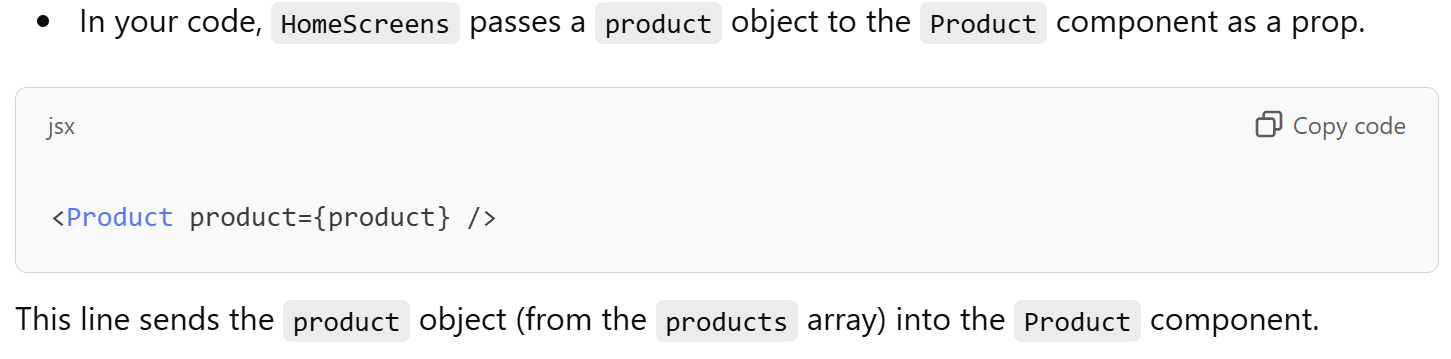 • In your code, HomeScreens passes a product object to the Product component as a prop.
jsx
Copy code
<Product product={product} />
This line sends the product object (from the products array) into the Product component.